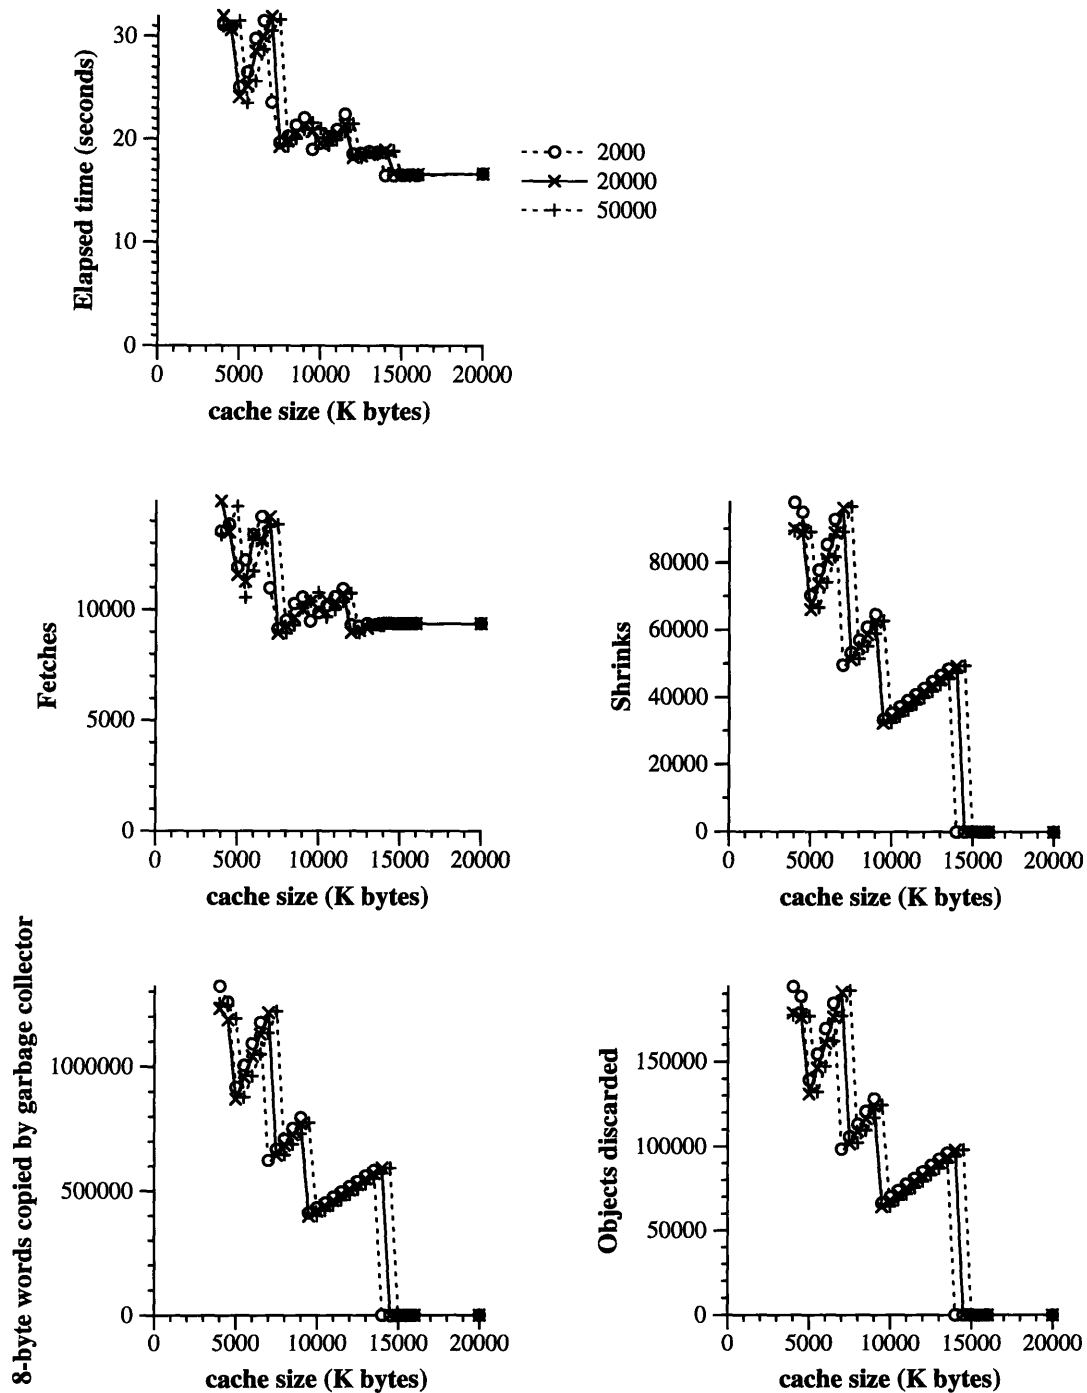 Elapsed time (seconds)
30
20
10
0
0 5000 10000 15000 20000
cache size (K bytes)
2000
20000
50000
Fetches
10000
5000
0
0 5000 10000 15000 20000
cache size (K bytes)
Shrinks
80000
60000
40000
20000
0
0 5000 10000 15000 20000
cache size (K bytes)
8-byte words copied by garbage collector
1000000
500000
0
0 5000 10000 15000 20000
cache size (K bytes)
Objects discarded
150000
100000
50000
0
0 5000 10000 15000 20000
cache size (K bytes)